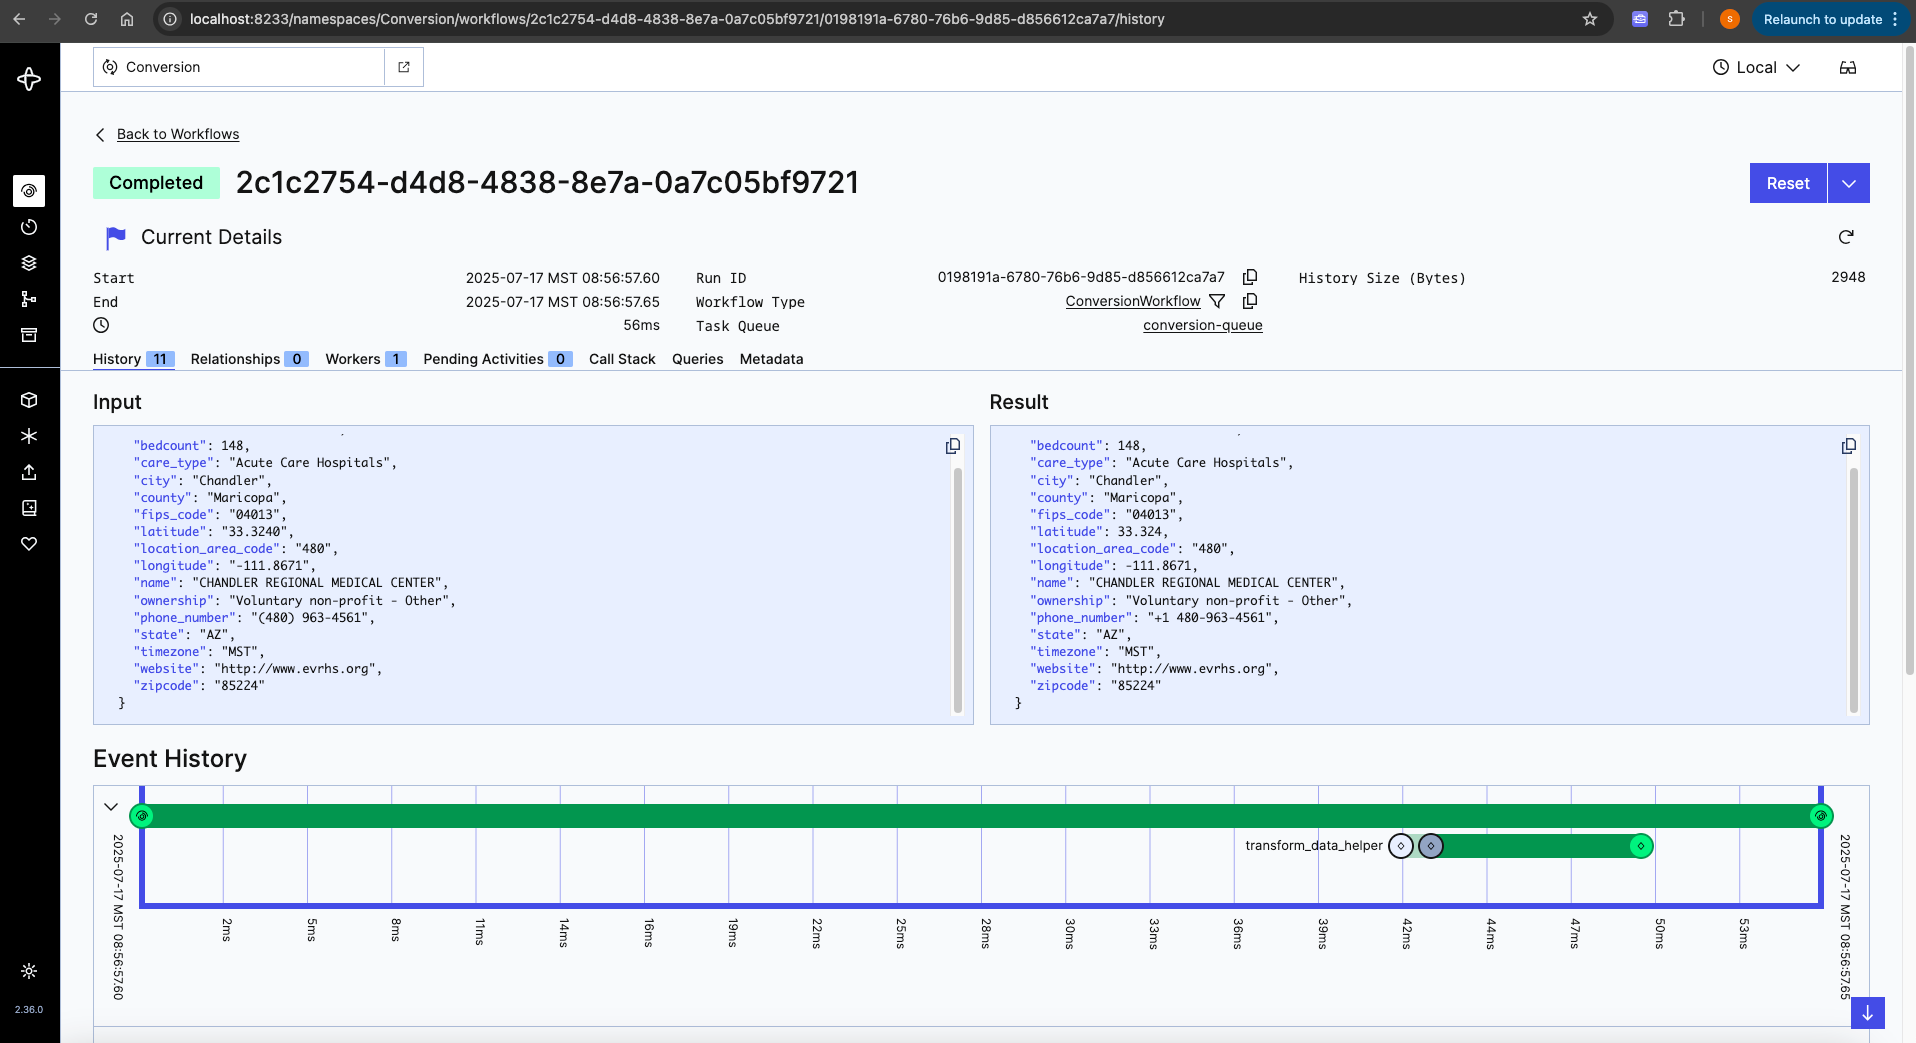 localhost:8233/namespaces/Conversion/workflows/2c1c2754-d4d8-4838-8e7a-0a7c05bf9721/0198191a-6780-76b6-9d85-d856612ca7a7/history
s
Relaunch to update
Conversion
Local
Back to Workflows
Completed 2c1c2754-d4d8-4838-8e7a-0a7c05bf9721
Reset
Current Details
Start 2025-07-17 MST 08:56:57.60 Run ID 0198191a-6780-76b6-9d85-d856612ca7a7 History Size (Bytes) 2948
End 2025-07-17 MST 08:56:57.65 Workflow Type ConversionWorkflow
56ms Task Queue conversion-queue
History 11 Relationships 0 Workers 1 Pending Activities 0 Call Stack Queries Metadata
Input
"bedcount": 148,
"care_type": "Acute Care Hospitals",
"city": "Chandler",
"county": "Maricopa",
"fips_code": "04013",
"latitude": "33.3240",
"location_area_code": "480",
"longitude": "-111.8671",
"name": "CHANDLER REGIONAL MEDICAL CENTER",
"ownership": "Voluntary non-profit - Other",
"phone_number": "(480) 963-4561",
"state": "AZ",
"timezone": "MST",
"website": "http://www.evrhs.org",
"zipcode": "85224"
}
Result
"bedcount": 148,
"care_type": "Acute Care Hospitals",
"city": "Chandler",
"county": "Maricopa",
"fips_code": "04013",
"latitude": 33.324,
"location_area_code": "480",
"longitude": -111.8671,
"name": "CHANDLER REGIONAL MEDICAL CENTER",
"ownership": "Voluntary non-profit - Other",
"phone_number": "+1 480-963-4561",
"state": "AZ",
"timezone": "MST",
"website": "http://www.evrhs.org",
"zipcode": "85224"
}
Event History
transform_data_helper
2025-07-17 MST 08:56:57.60
2ms
5ms
8ms
11ms
14ms
16ms
19ms
22ms
25ms
28ms
30ms
33ms
36ms
39ms
42ms
44ms
47ms
50ms
53ms
2025-07-17 MST 08:56:57.65
2.36.0